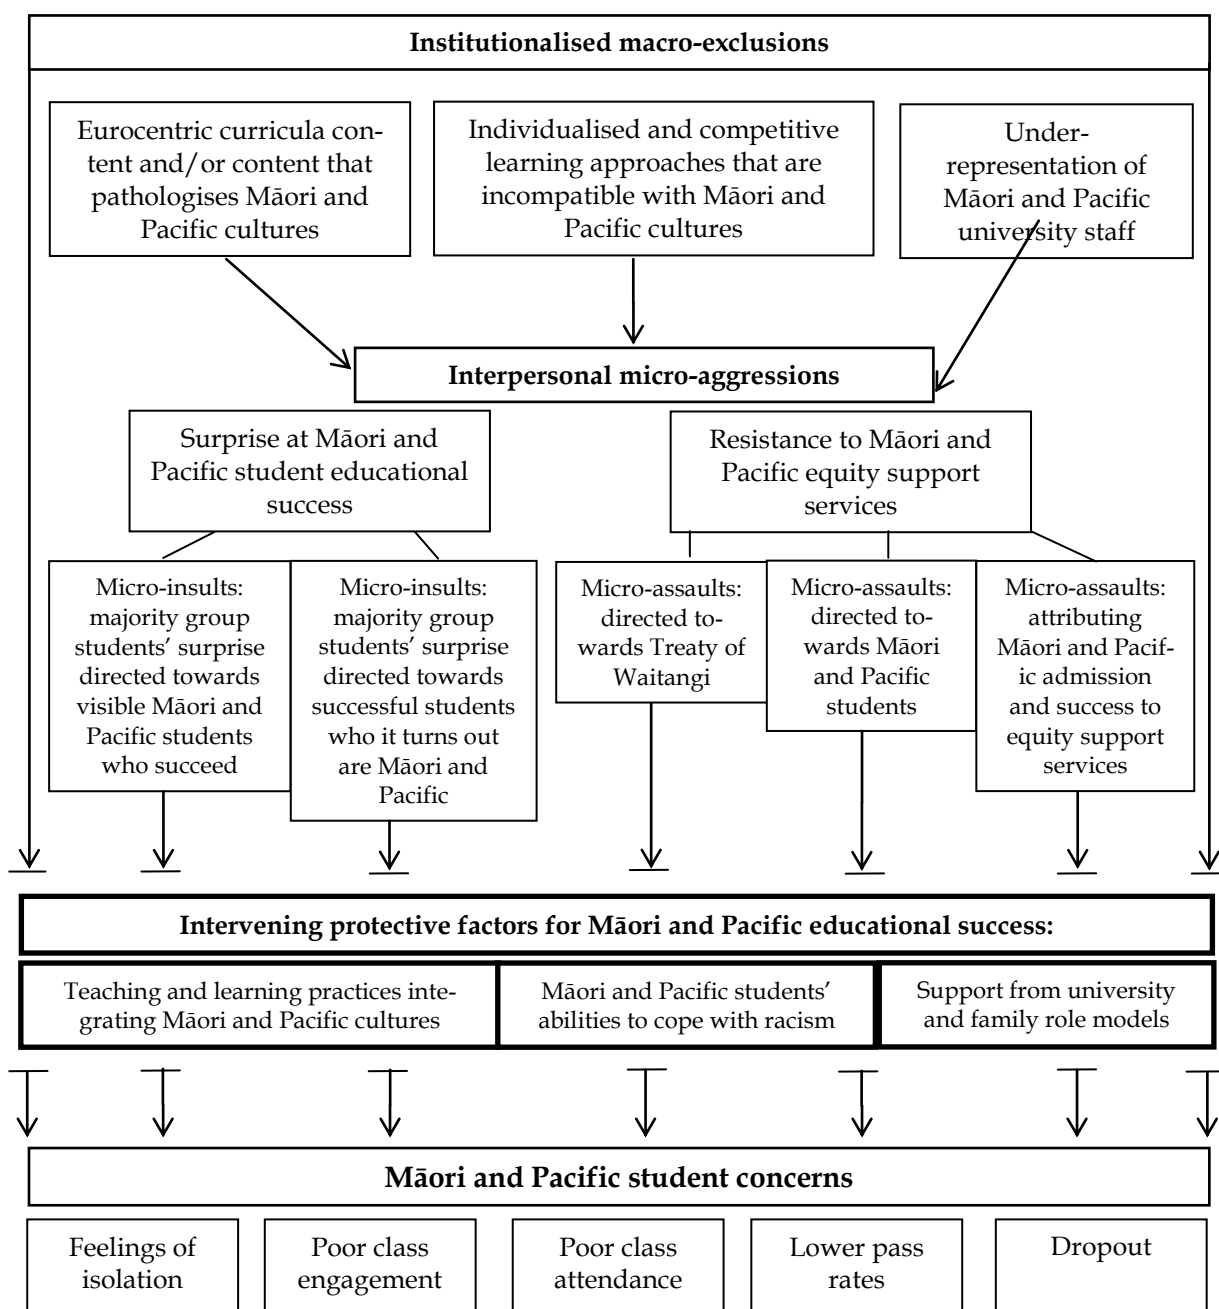 Institutionalised macro-exclusions
Eurocentric curricula con-
tent and/or content that
pathologises Māori and
Pacific cultures
Individualised and competitive
learning approaches that are
incompatible with Māori and
Pacific cultures
Under-
representation of
Māori and Pacific
university staff
Interpersonal micro-aggressions
Surprise at Māori and
Pacific student educational
success
Resistance to Māori and
Pacific equity support
services
Micro-insults:
majority group
students’ surprise
directed towards
visible Māori and
Pacific students
who succeed
Micro-insults:
majority group
students’ surprise
directed towards
successful students
who it turns out
are Māori and
Pacific
Micro-assaults:
directed to-
wards Treaty of
Waitangi
Micro-assaults:
directed to-
wards Māori
and Pacific
students
Micro-assaults:
attributing
Māori and Pacif-
ic admission
and success to
equity support
services
Intervening protective factors for Māori and Pacific educational success:
Teaching and learning practices inte-
grating Māori and Pacific cultures
Māori and Pacific students’
abilities to cope with racism
Support from university
and family role models
Māori and Pacific student concerns
Feelings of
isolation
Poor class
engagement
Poor class
attendance
Lower pass
rates
Dropout